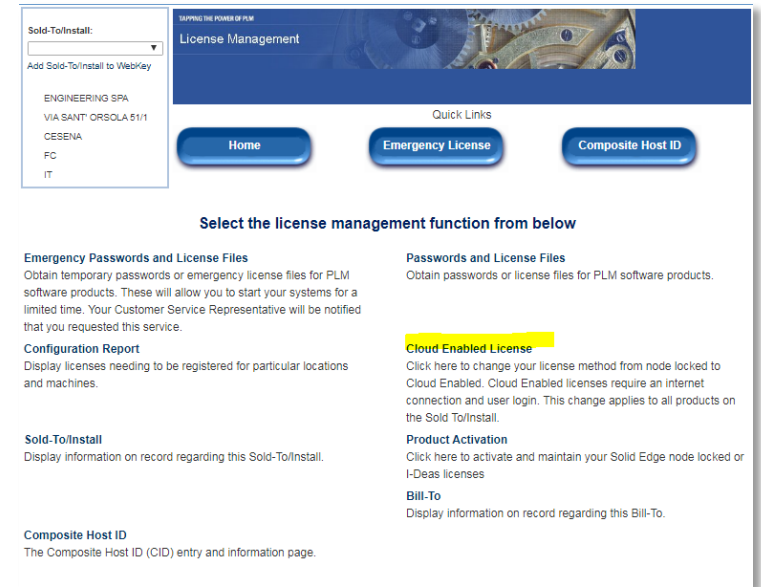 Sold-To/Install:
Add Sold-To/Install to WebKey
ENGINEERING SPA
VIA SANT' ORSOLA 51/1
CESENA
FC
IT
TAPPING THE POWER OF PLM
License Management
Quick Links
Home
Emergency License
Composite Host ID
Select the license management function from below
Emergency Passwords and License Files
Obtain temporary passwords or emergency license files for PLM
software products. These will allow you to start your systems for a
limited time. Your Customer Service Representative will be notified
that you requested this service.
Passwords and License Files
Obtain passwords or license files for PLM software products.
Configuration Report
Display licenses needing to be registered for particular locations
and machines.
Cloud Enabled License
Click here to change your license method from node locked to
Cloud Enabled. Cloud Enabled licenses require an internet
connection and user login. This change applies to all products on
the Sold To/Install.
Sold-To/Install
Display information on record regarding this Sold-To/Install.
Product Activation
Click here to activate and maintain your Solid Edge node locked or
I-Deas licenses
Bill-To
Display information on record regarding this Bill-To.
Composite Host ID
The Composite Host ID (CID) entry and information page.